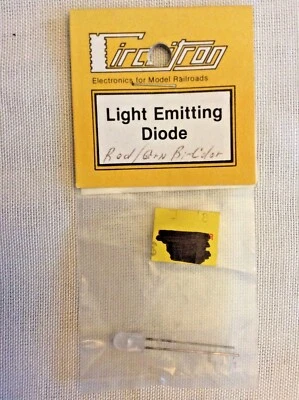 Circuitron
Electronics for Model Railroads
Light Emitting
Diode
Red/Grn Bi-Color